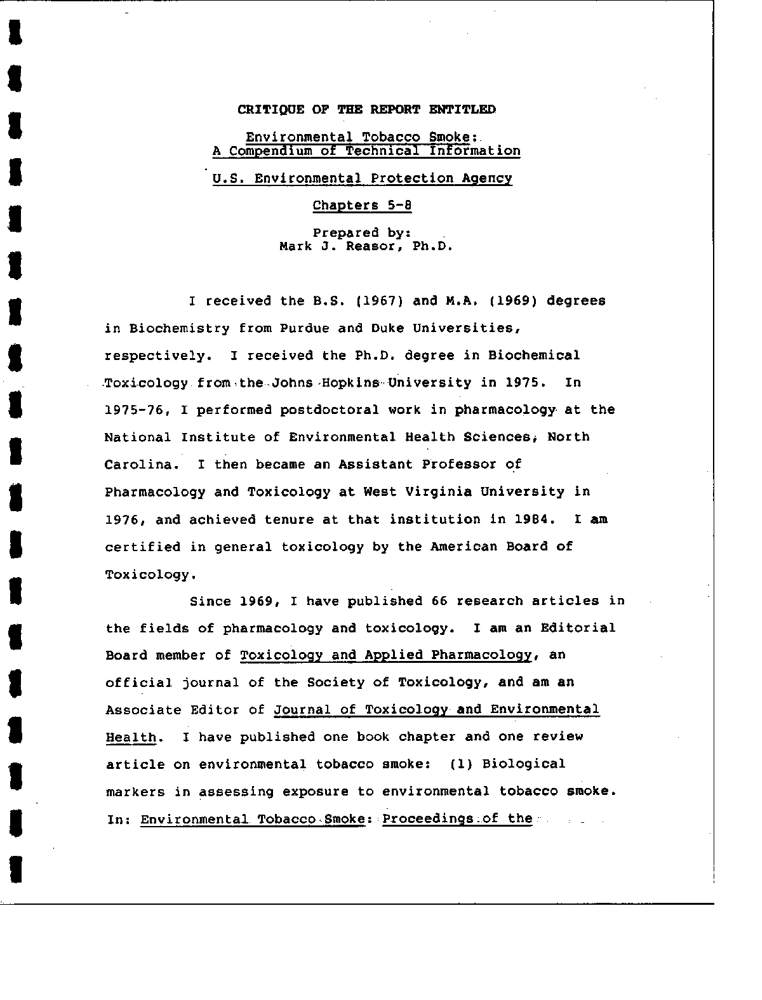 CRITIQUE OF THE REPORT ENTITLED
Environmental Tobacco Smoke:
A Compendium of Technical Information
U.S. Environmental Protection Agency
Chapters 5-8
Prepared by:
Mark J. Reasor, Ph.D.
I received the B.S. (1967) and M.A. (1969) degrees
in Biochemistry from Purdue and Duke Universities,
respectively. I received the Ph.D. degree in Biochemical
Toxicology from the Johns Hopkins University in 1975. In
1975-76, I performed postdoctoral work in pharmacology at the
National Institute of Environmental Health Sciences, North
Carolina. I then became an Assistant Professor of
Pharmacology and Toxicology at West Virginia University in
1976, and achieved tenure at that institution in 1984. I am
certified in general toxicology by the American Board of
Toxicology.
Since 1969, I have published 66 research articles in
the fields of pharmacology and toxicology. I am an Editorial
Board member of Toxicology and Applied Pharmacology, an
official journal of the Society of Toxicology, and am an
Associate Editor of Journal of Toxicology and Environmental
Health. I have published one book chapter and one review
article on environmental tobacco smoke: (1) Biological
markers in assessing exposure to environmental tobacco smoke.
In: Environmental Tobacco Smoke: Proceedings of the